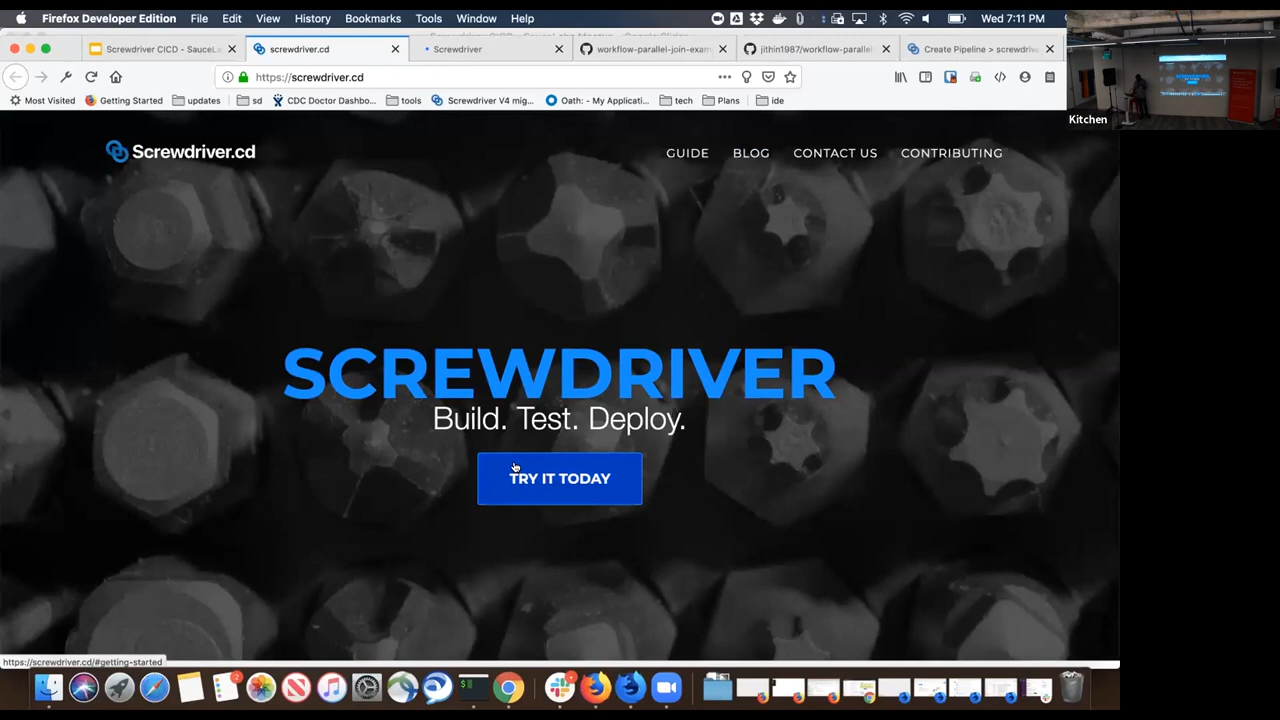 Firefox Developer Edition File Edit View History Bookmarks Tools Window Help Wed 7:11 PM
Screwdriver CICD - SauceLa
screwdriver.cd
Screwdriver
workflow-parallel-join-exam
jithin1987/workflow-parallel
Create Pipeline > screwdriv
https://screwdriver.cd
Most Visited Getting Started updates sd CDC Doctor Dashbo... tools Screwdriver V4 mig... Oath: - My Applicati... tech Plans ide
Kitchen
Screwdriver.cd
GUIDE BLOG CONTACT US CONTRIBUTING
SCREWDRIVER
Build. Test. Deploy.
TRY IT TODAY
https://screwdriver.cd/#getting-started
2